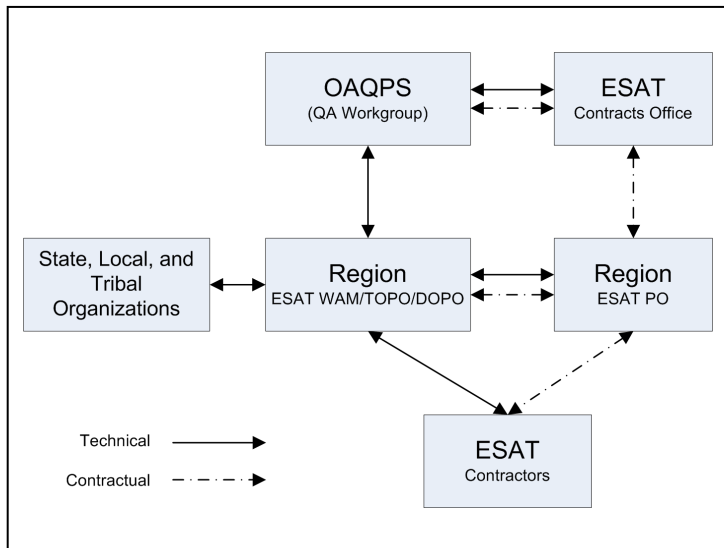 OAQPS
(QA Workgroup)
ESAT
Contracts Office
State, Local, and
Tribal
Organizations
Region
ESAT WAM/TOPO/DOPO
Region
ESAT PO
ESAT
Contractors
Technical
Contractual